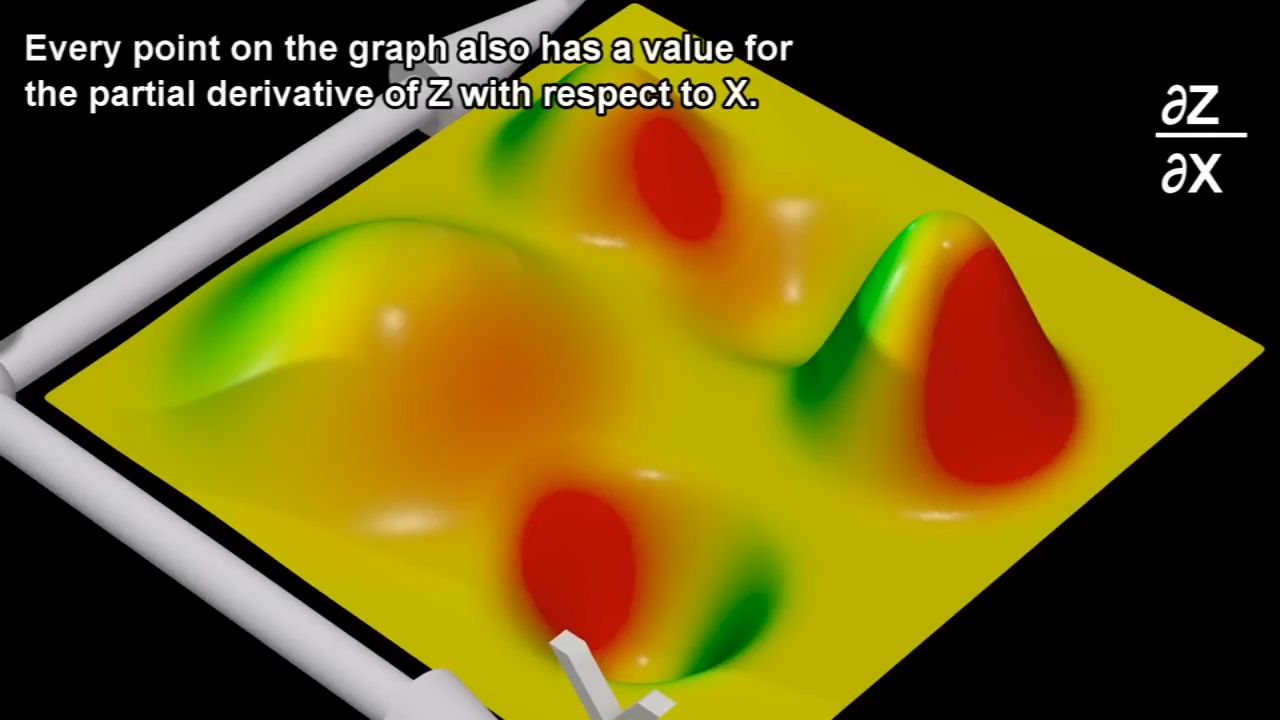 Every point on the graph also has a value for
the partial derivative of Z with respect to X.
∂Z
∂X